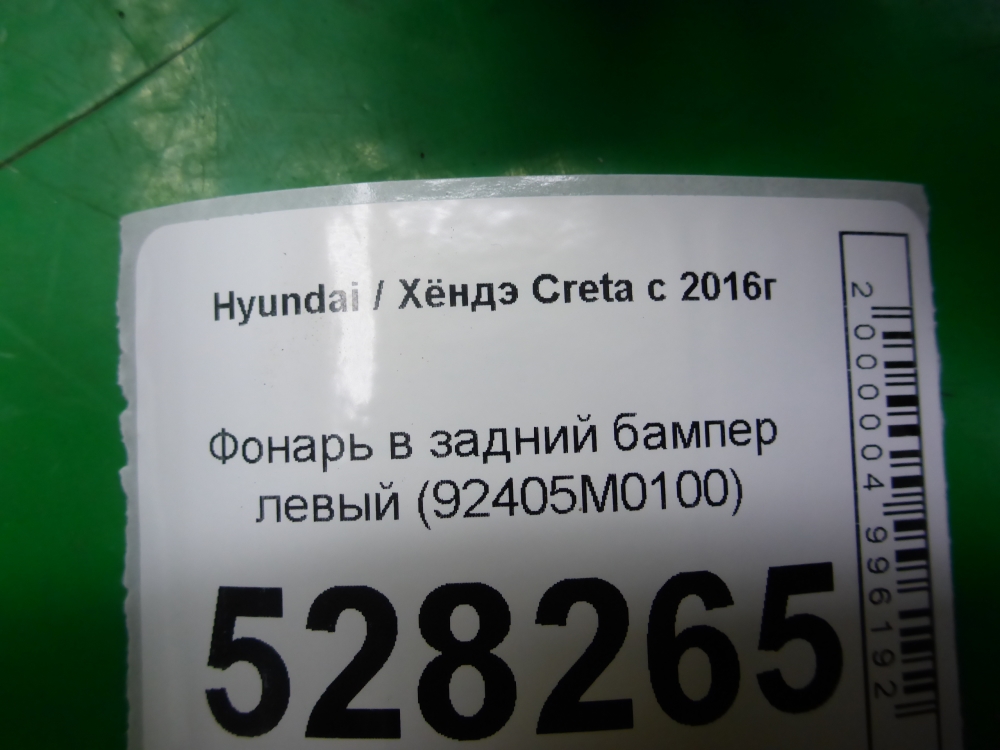 Hyundai / Хёндэ Creta с 2016г
Фонарь в задний бампер
левый (92405M0100)
528265
2000004996192